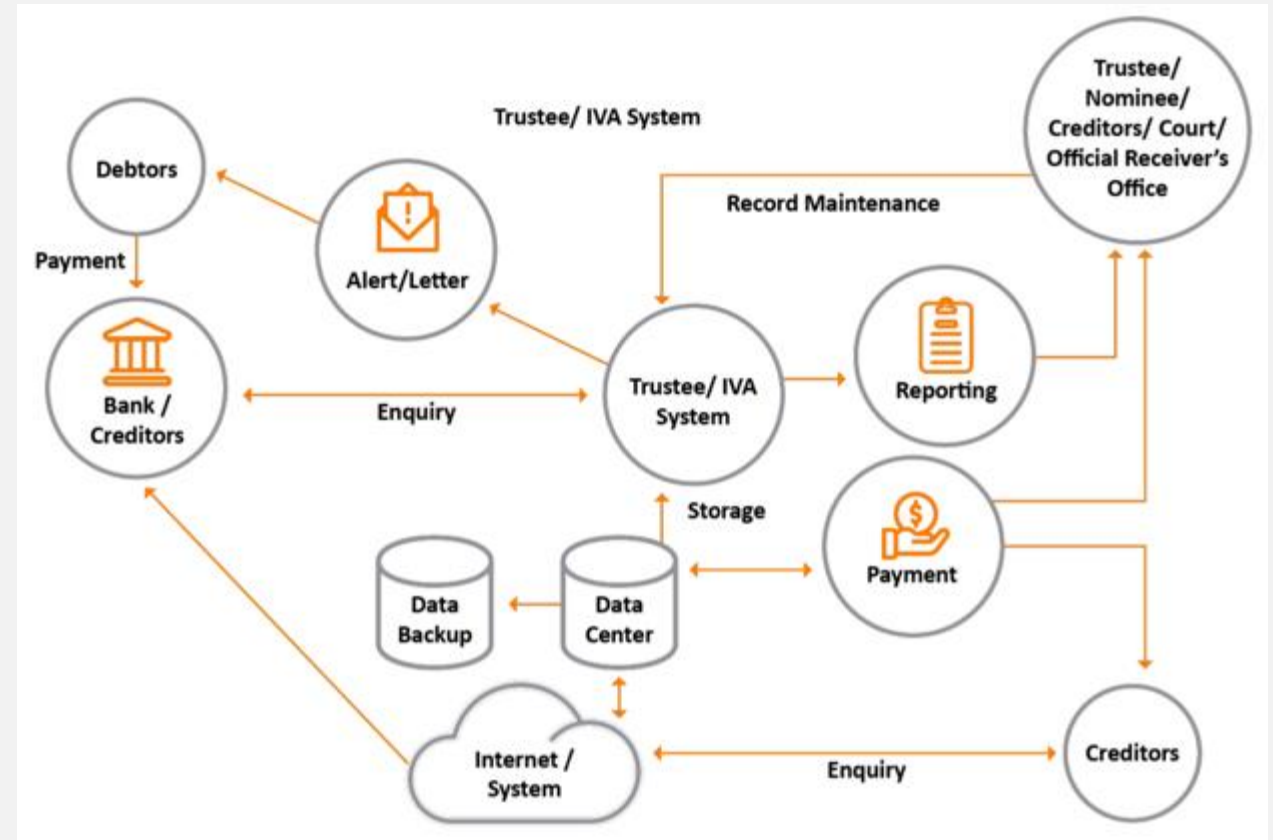 Trustee/
Nominee/
Creditors/ Court/
Official Receiver's
Office
Trustee/ IVA System
Debtors
Record Maintenance
Payment
Alert/Letter
Trustee/ IVA
System
Reporting
Bank /
Creditors
Enquiry
Storage
Payment
Data
Backup
Data
Center
Internet /
System
Enquiry
Creditors